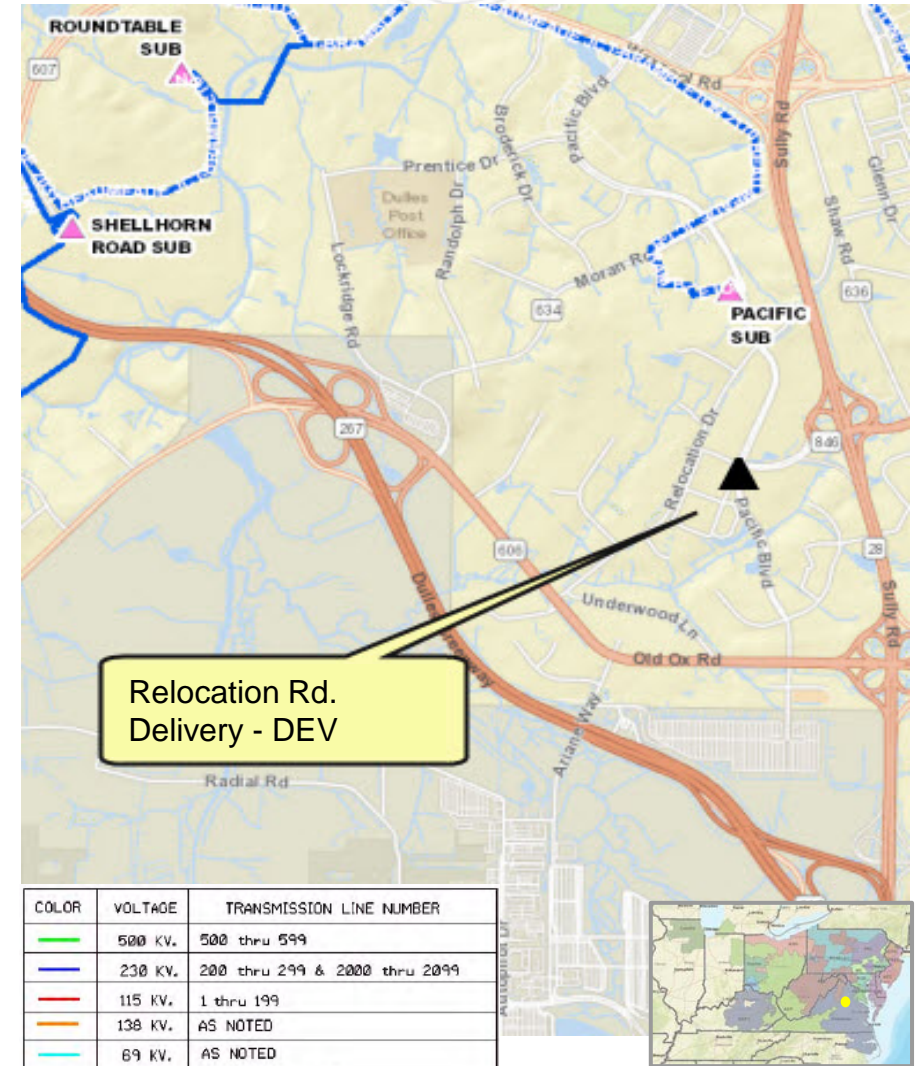 ROUNDTABLE
SUB
607
Sully Rd
Pacific Blvd
Broderick Dr
Prentice Dr
Glenn Dr
Dulles
Post
Office
Randolph Dr
Shaw Rd
SHELLHORN
ROAD SUB
Lockridge Rd
Moran Rd
634
636
PACIFIC
SUB
267
846
Relocation Dr
Pacific Blvd
606
28
Dulles Greenway
Underwood Ln
Sully Rd
Old Ox Rd
Relocation Rd.
Delivery - DEV
Ariane Way
Radial Rd
COLOR VOLTAGE TRANSMISSION LINE NUMBER
500 KV. 500 thru 599
230 KV. 200 thru 299 & 2000 thru 2099
115 KV. 1 thru 199
138 KV. AS NOTED
69 KV. AS NOTED